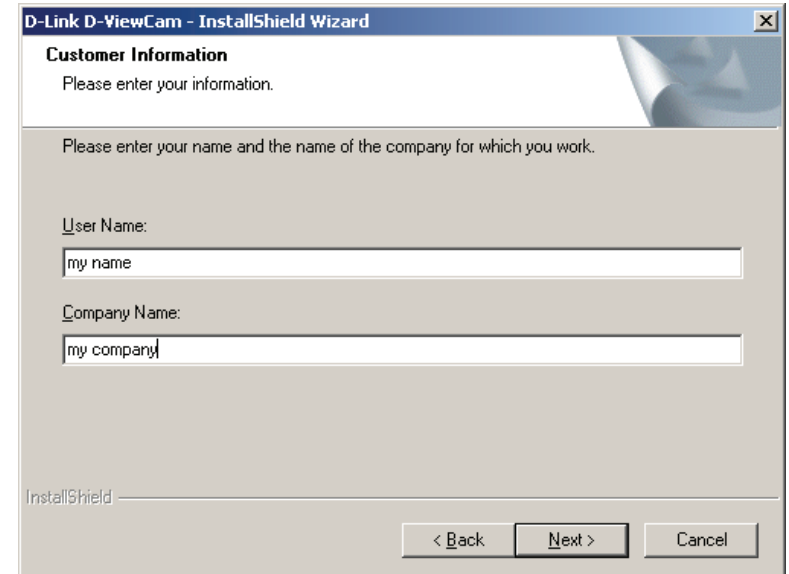 D-Link D-ViewCam - InstallShield Wizard
Customer Information
Please enter your information.
Please enter your name and the name of the company for which you work.
User Name:
my name
Company Name:
my company
InstallShield
< Back Next > Cancel